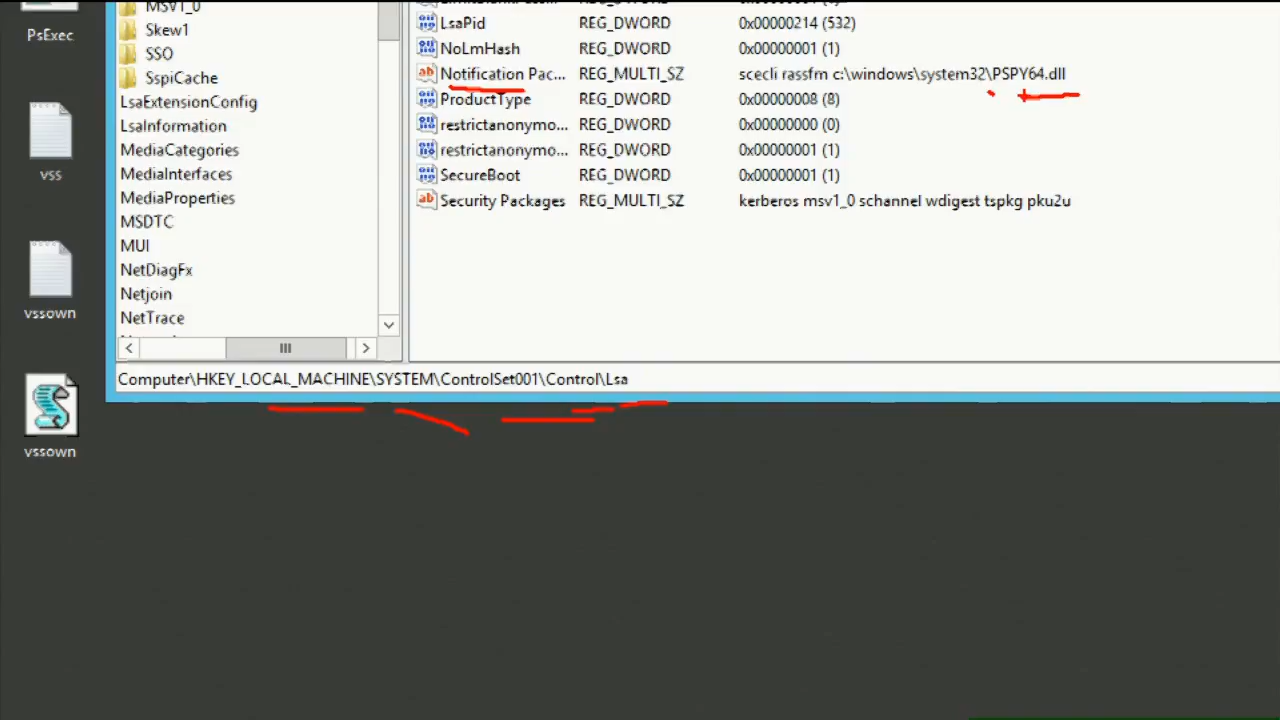 PsExec
vss
vssown
vssown
MSV1_0
Skewl
SSO
SspiCache
LsaExtensionConfig
LsaInformation
MediaCategories
MediaInterfaces
MediaProperties
MSDTC
MUI
NetDiagFx
Netjoin
NetTrace
LsaPid REG_DWORD 0x00000214 (532)
NoLmHash REG_DWORD 0x00000001 (1)
Notification Pac... REG_MULTI_SZ scecli rassfm c:\windows\system32\PSPY64.dll
ProductType REG_DWORD 0x00000008 (8)
restrictanonymo... REG_DWORD 0x00000000 (0)
restrictanonymo... REG_DWORD 0x00000001 (1)
SecureBoot REG_DWORD 0x00000001 (1)
Security Packages REG_MULTI_SZ kerberos msv1_0 schannel wdigest tspkg pku2u
Computer\HKEY_LOCAL_MACHINE\SYSTEM\ControlSet001\Control\Lsa